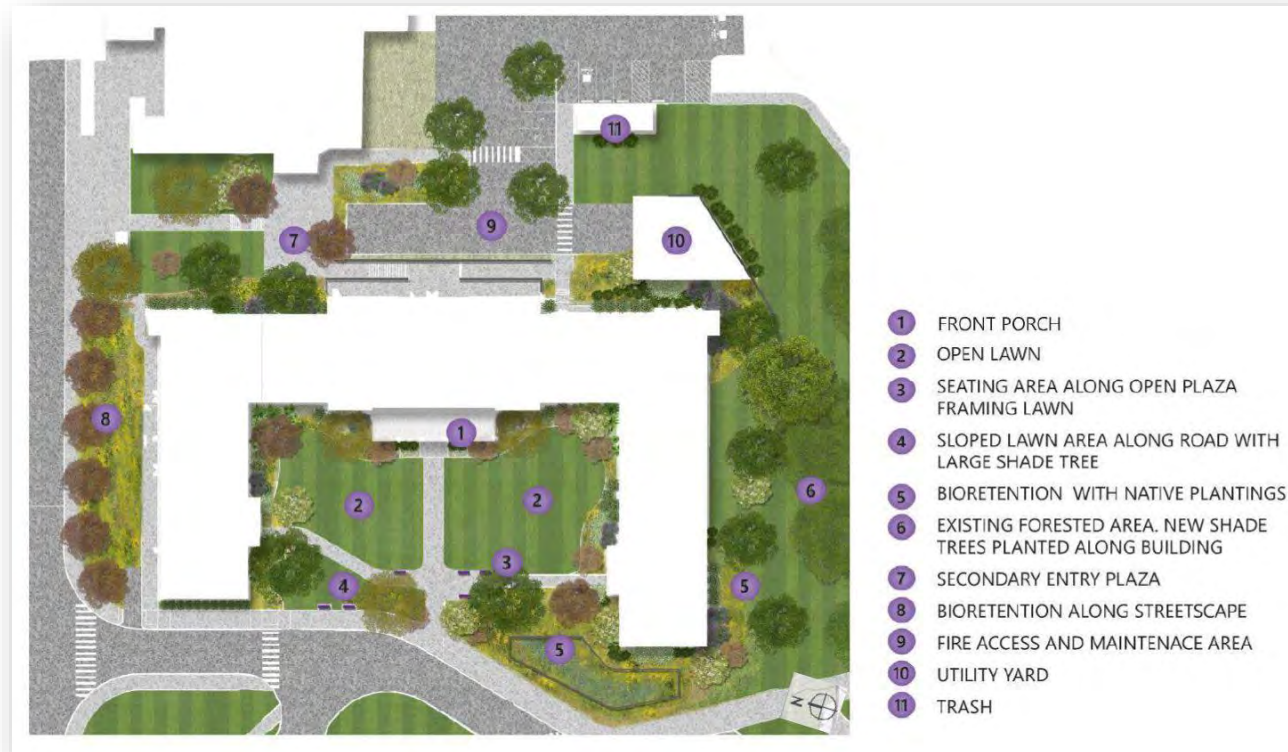 11
9
7
10
8
1
2
2
6
3
4
5
5
N
1 FRONT PORCH
2 OPEN LAWN
3 SEATING AREA ALONG OPEN PLAZA
FRAMING LAWN
4 SLOPED LAWN AREA ALONG ROAD WITH
LARGE SHADE TREE
5 BIORETENTION WITH NATIVE PLANTINGS
6 EXISTING FORESTED AREA. NEW SHADE
TREES PLANTED ALONG BUILDING
7 SECONDARY ENTRY PLAZA
8 BIORETENTION ALONG STREETSCAPE
9 FIRE ACCESS AND MAINTENACE AREA
10 UTILITY YARD
11 TRASH